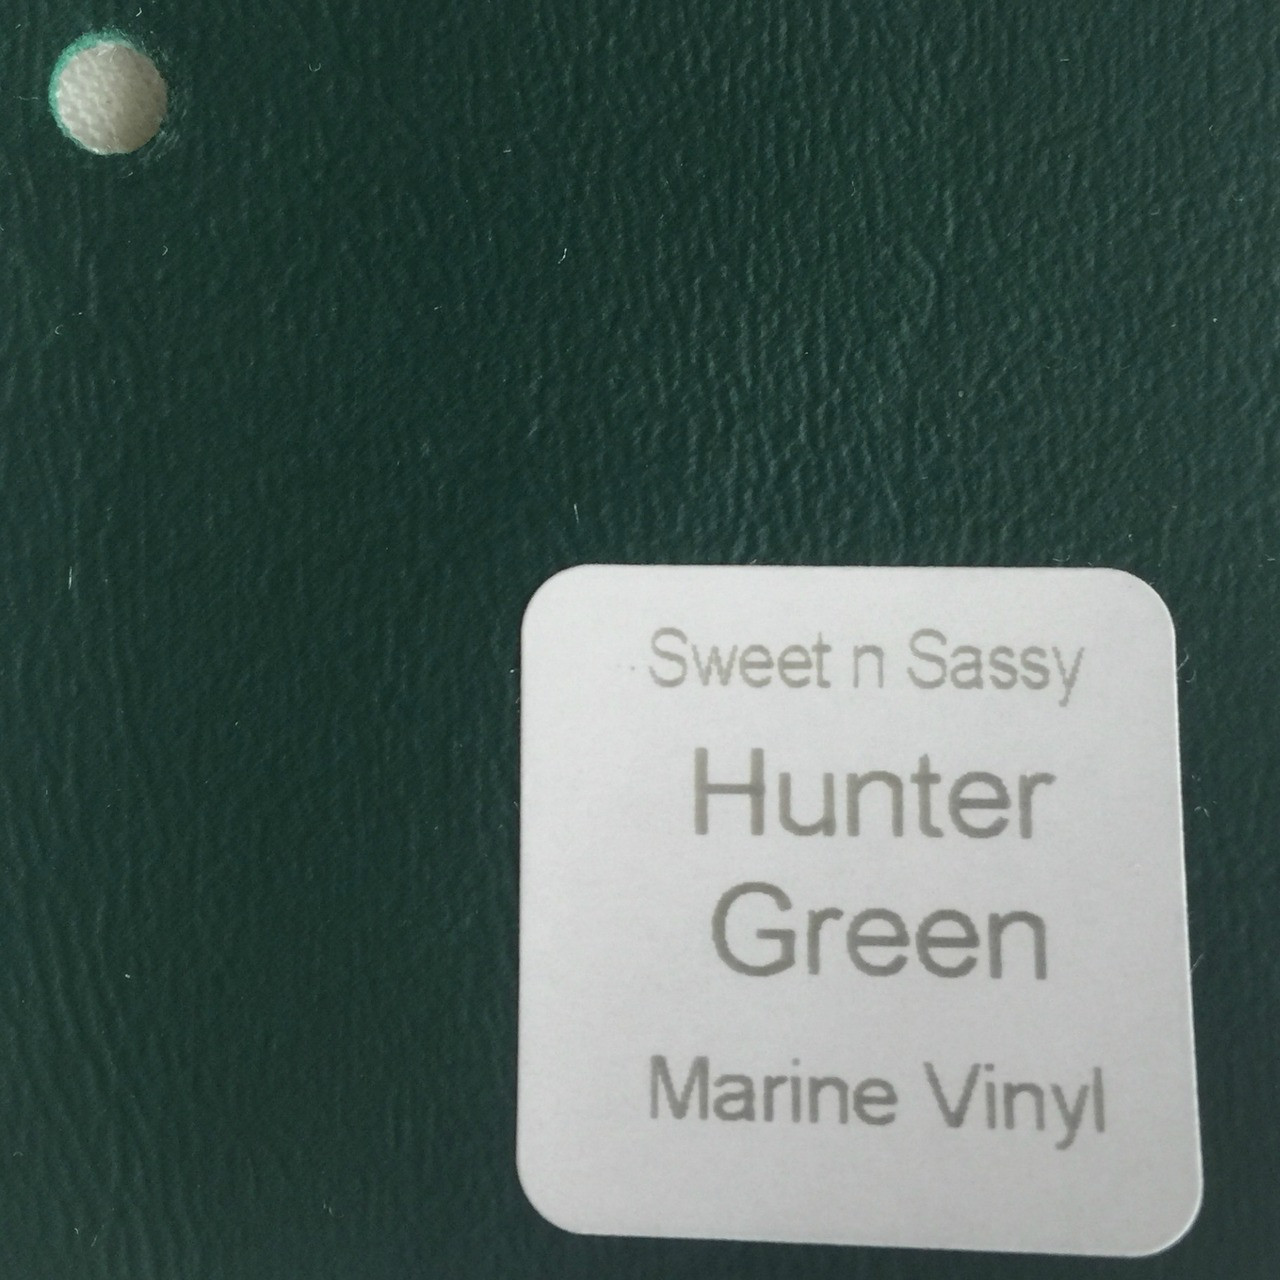 Sweet n Sassy
Hunter
Green
Marine Vinyl